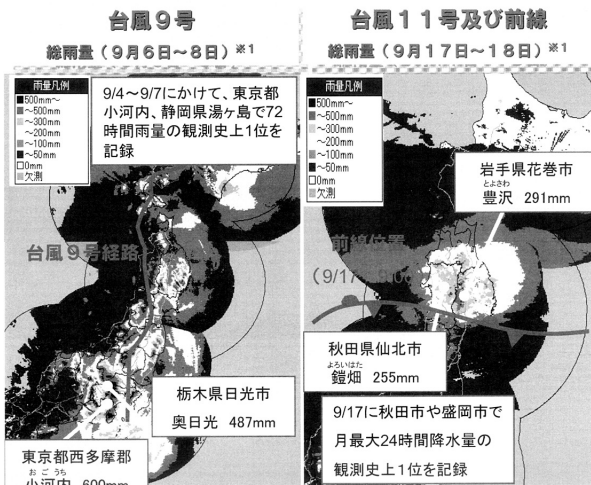 台風9号
総雨量(9月6日~8日)※1
雨量凡例
500mm~
~500mm
~300mm
~200mm
~100mm
~50mm
0mm
欠測
9/4~9/7にかけて、東京都
小河内、静岡県湯ヶ島で72
時間雨量の観測史上1位を
記録
台風9号経路
栃木県日光市
奥日光 487mm
東京都西多摩郡
おごうち
小河内 600mm
台風11号及び前線
総雨量(9月17日~18日)※1
雨量凡例
500mm~
~500mm
~300mm
~200mm
~100mm
~50mm
0mm
欠測
岩手県花巻市
とよさわ
豊沢 291mm
前線位置
(9/17
秋田県仙北市
よろいはた
鎧畑 255mm
9/17に秋田市や盛岡市で
月最大24時間降水量の
観測史上1位を記録